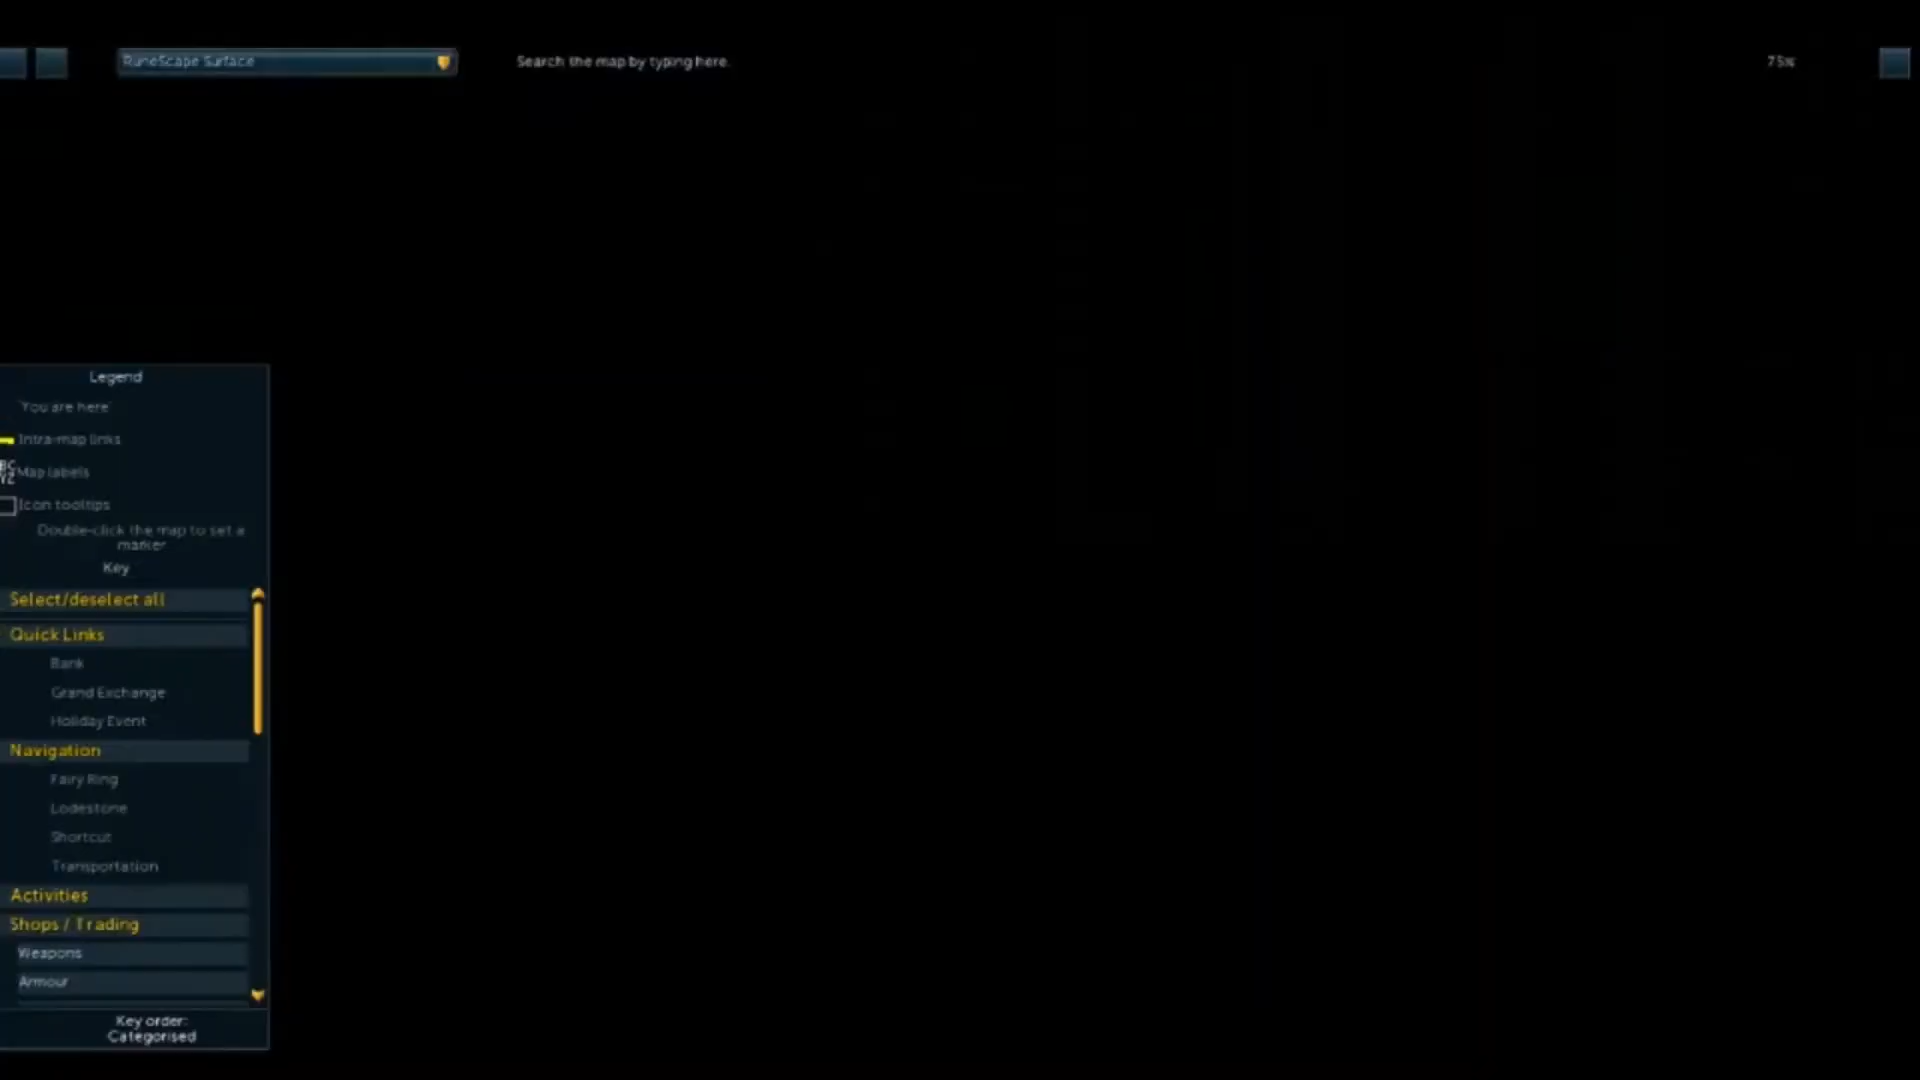 RuneScape Surface
Search the map by typing here.
75%
Legend
'You are here'
Intra-map links
Map labels
Icon tooltips
Double-click the map to set a
marker
Key
Select/deselect all
Quick Links
Bank
Grand Exchange
Holiday Event
Navigation
Fairy Ring
Lodestone
Shortcut
Transportation
Activities
Shops / Trading
Weapons
Armour
Key order:
Categorised